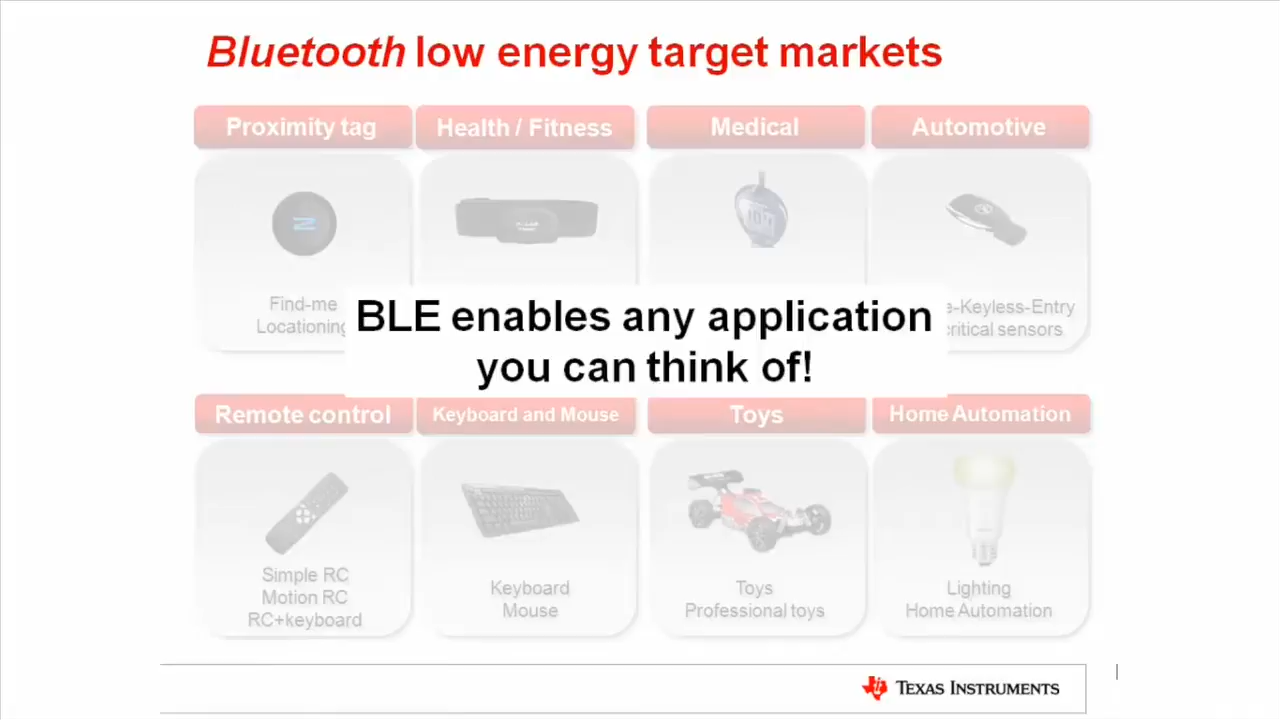 Bluetooth low energy target markets
Proximity tag
Health / Fitness
Medical
Automotive
Find-me
Locationing
-Keyless-Entry
critical sensors
BLE enables any application
you can think of!
Remote control
Keyboard and Mouse
Toys
Home Automation
Simple RC
Motion RC
RC+keyboard
Keyboard
Mouse
Toys
Professional toys
Lighting
Home Automation
TEXAS INSTRUMENTS